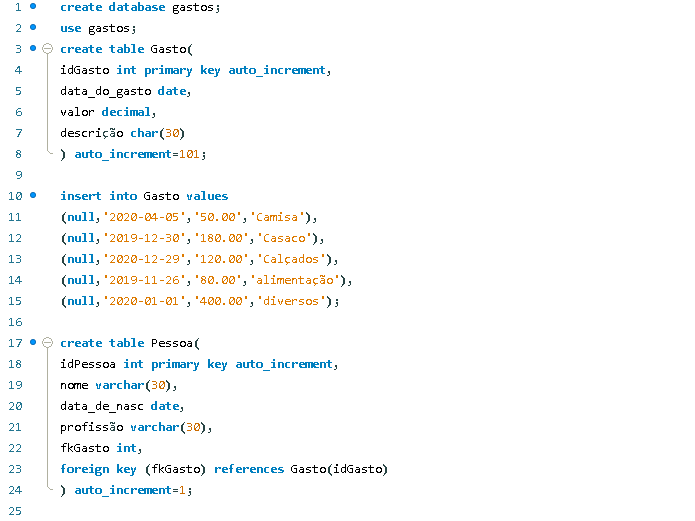 1 create database gastos;
2 use gastos;
3 create table Gasto(
4 idGasto int primary key auto_increment,
5 data_do_gasto date,
6 valor decimal,
7 descrição char(30)
8 ) auto_increment=101;
9
10 insert into Gasto values
11 (null,'2020-04-05','50.00','Camisa'),
12 (null,'2019-12-30','180.00','Casaco'),
13 (null,'2020-12-29','120.00','Calçados'),
14 (null,'2019-11-26','80.00','alimentação'),
15 (null,'2020-01-01','400.00','diversos');
16
17 create table Pessoa(
18 idPessoa int primary key auto_increment,
19 nome varchar(30),
20 data_de_nasc date,
21 profissão varchar(30),
22 fkGasto int,
23 foreign key (fkGasto) references Gasto(idGasto)
24 ) auto_increment=1;
25